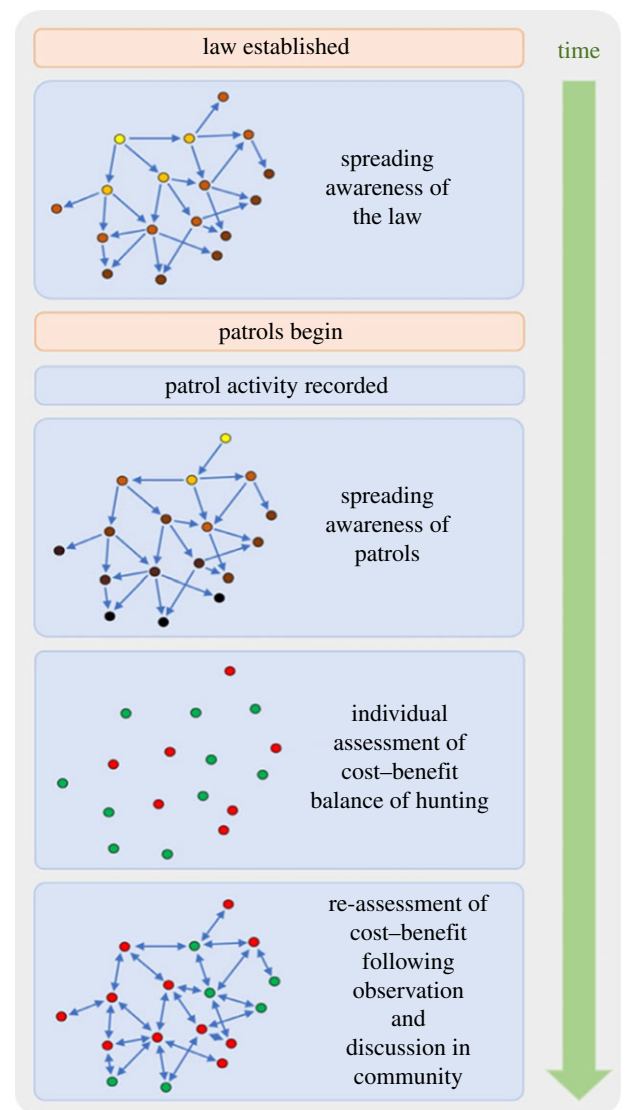 law established
time
spreading
awareness of
the law
patrols begin
patrol activity recorded
spreading
awareness of
patrols
individual
assessment of
cost–benefit
balance of hunting
re-assessment of
cost–benefit
following
observation
and
discussion in
community